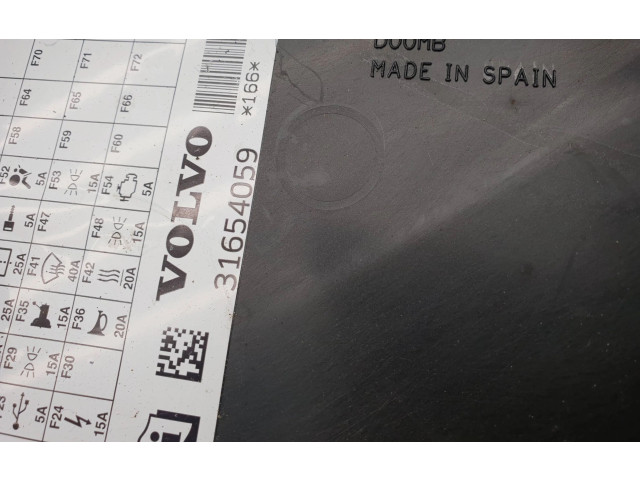 D00MB
MADE IN SPAIN
25A
25A
5A
F52 5A
F58
F64
F70
F23 5A
F29 15A
F35 15A
F41 40A
F47
F53 15A
F59
F65
F71
F24 15A
F30
F36 20A
F42 20A
F48 15A
F54 5A
F60
F66
F72
VOLVO
31654059 *166*